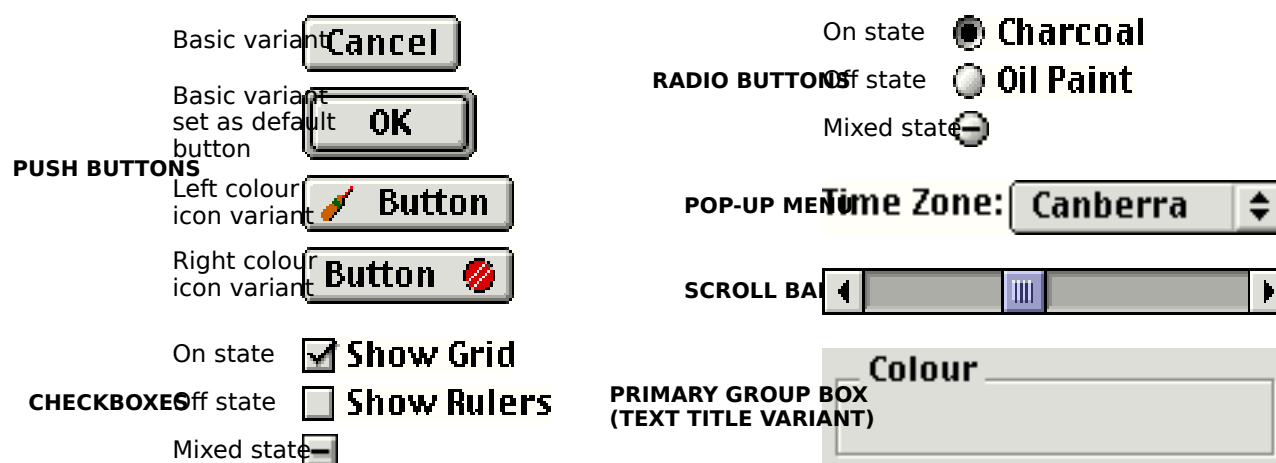 Basic variant
Cancel
Basic variant
set as default
button
OK
PUSH BUTTONS
Left colour
icon variant
Button
Right colour
icon variant
Button
On state
Show Grid
CHECKBOXES
Off state
Show Rulers
Mixed state
On state
Charcoal
RADIO BUTTONS
Off state
Oil Paint
Mixed state
POP-UP MENU
Time Zone:
Canberra
SCROLL BAR
Colour
PRIMARY GROUP BOX
(TEXT TITLE VARIANT)